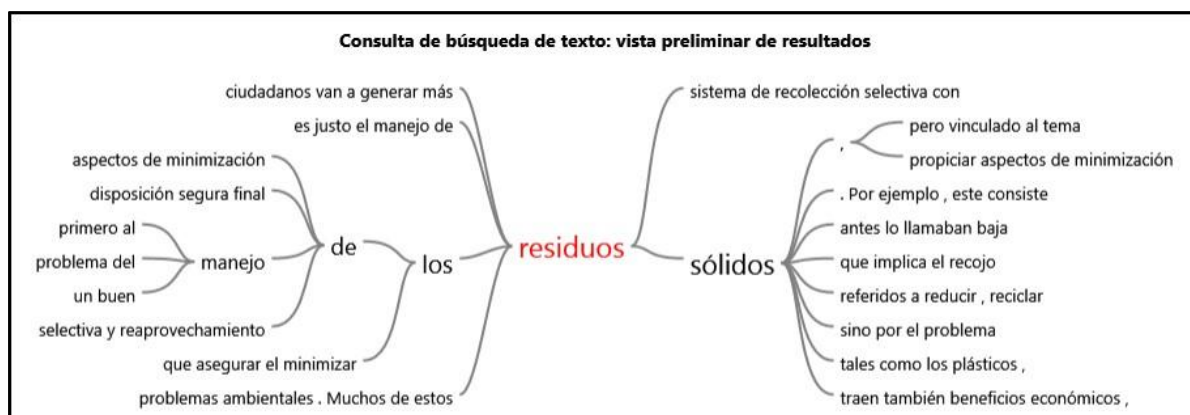 Consulta de búsqueda de texto: vista preliminar de resultados
ciudadanos van a generar más
es justo el manejo de
aspectos de minimización
disposición segura final
primero al
problema del
un buen
manejo
selectiva y reaprovechamiento
de
que asegurar el minimizar
los
problemas ambientales . Muchos de estos
residuos
sistema de recolección selectiva con
sólidos
,
pero vinculado al tema
propiciar aspectos de minimización
. Por ejemplo , este consiste
antes lo llamaban baja
que implica el recojo
referidos a reducir , reciclar
sino por el problema
tales como los plásticos ,
traen también beneficios económicos ,